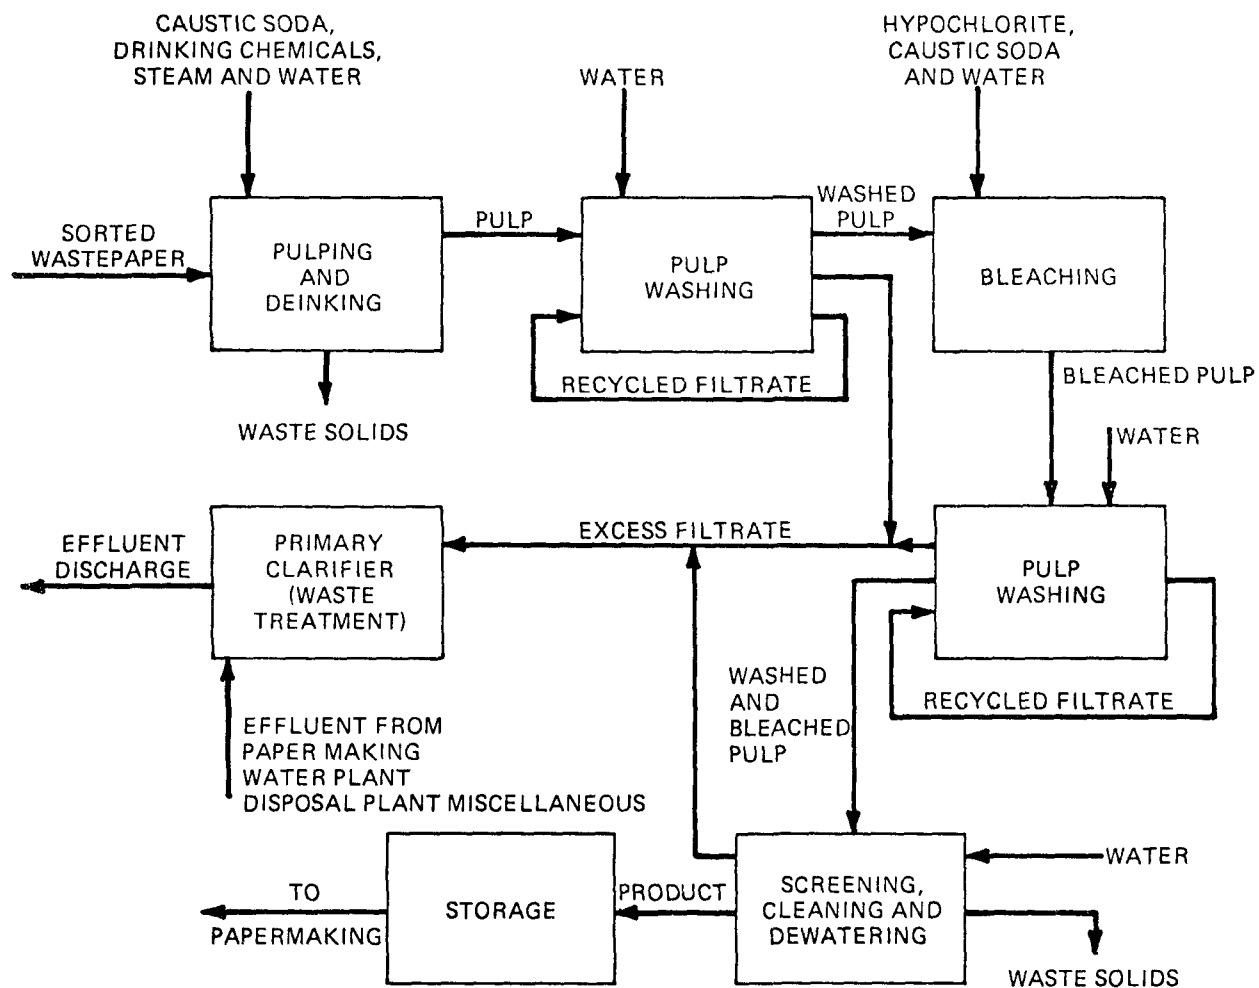 CAUSTIC SODA,
DRINKING CHEMICALS,
STEAM AND WATER
WATER
HYPOCHLORITE,
CAUSTIC SODA
AND WATER
SORTED
WASTEPAPER
PULPING
AND
DEINKING
PULP
PULP
WASHING
WASHED
PULP
BLEACHING
RECYCLED FILTRATE
BLEACHED PULP
WASTE SOLIDS
WATER
EFFLUENT
DISCHARGE
PRIMARY
CLARIFIER
(WASTE
TREATMENT)
EXCESS FILTRATE
PULP
WASHING
RECYCLED FILTRATE
WASHED
AND
BLEACHED
PULP
EFFLUENT FROM
PAPER MAKING
WATER PLANT
DISPOSAL PLANT MISCELLANEOUS
TO
PAPERMAKING
STORAGE
PRODUCT
SCREENING,
CLEANING AND
DEWATERING
WATER
WASTE SOLIDS